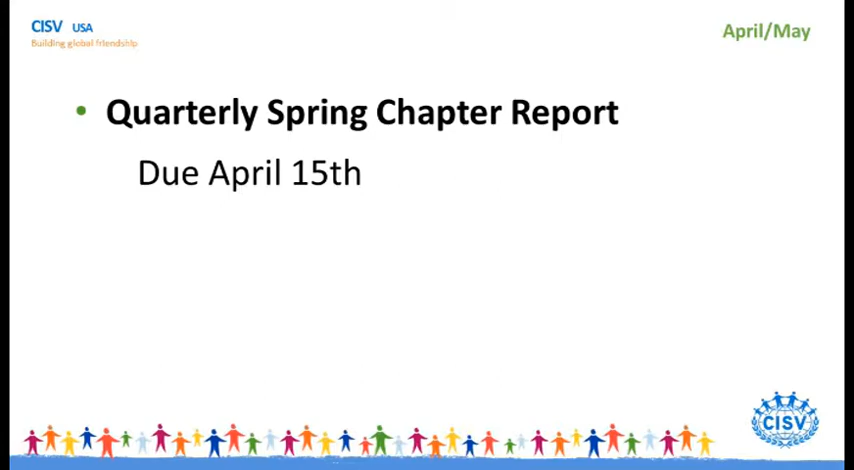 CISV USA
Building global friendship
April/May
• Quarterly Spring Chapter Report
Due April 15th
CISV